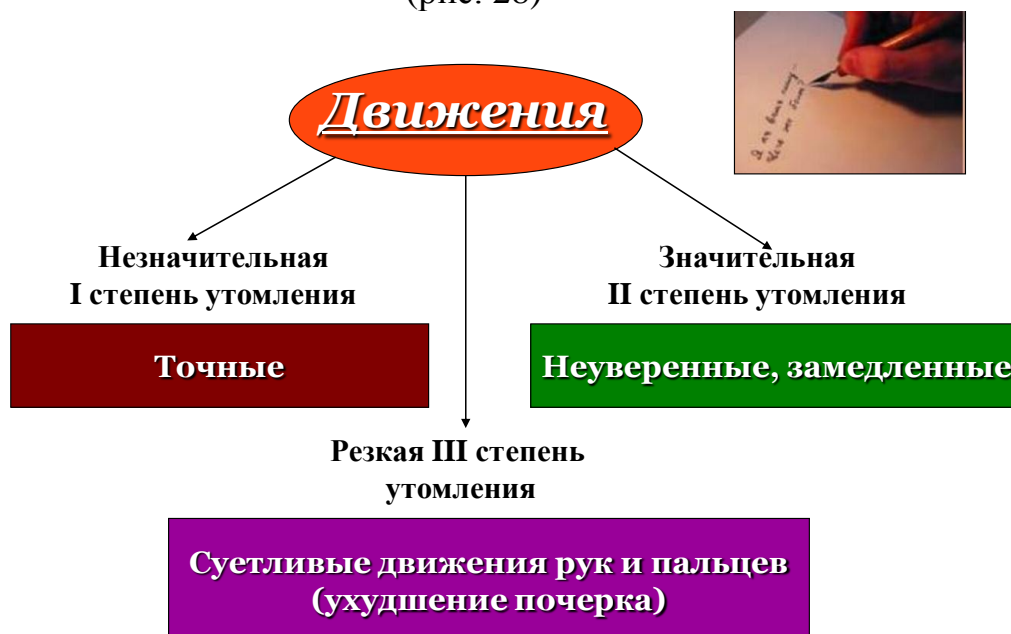 (рис. 28)
Движения
Незначительная
I степень утомления
Значительная
II степень утомления
Точные
Неуверенные, замедленные
Резкая III степень
утомления
Суетливые движения рук и пальцев
(ухудшение почерка)